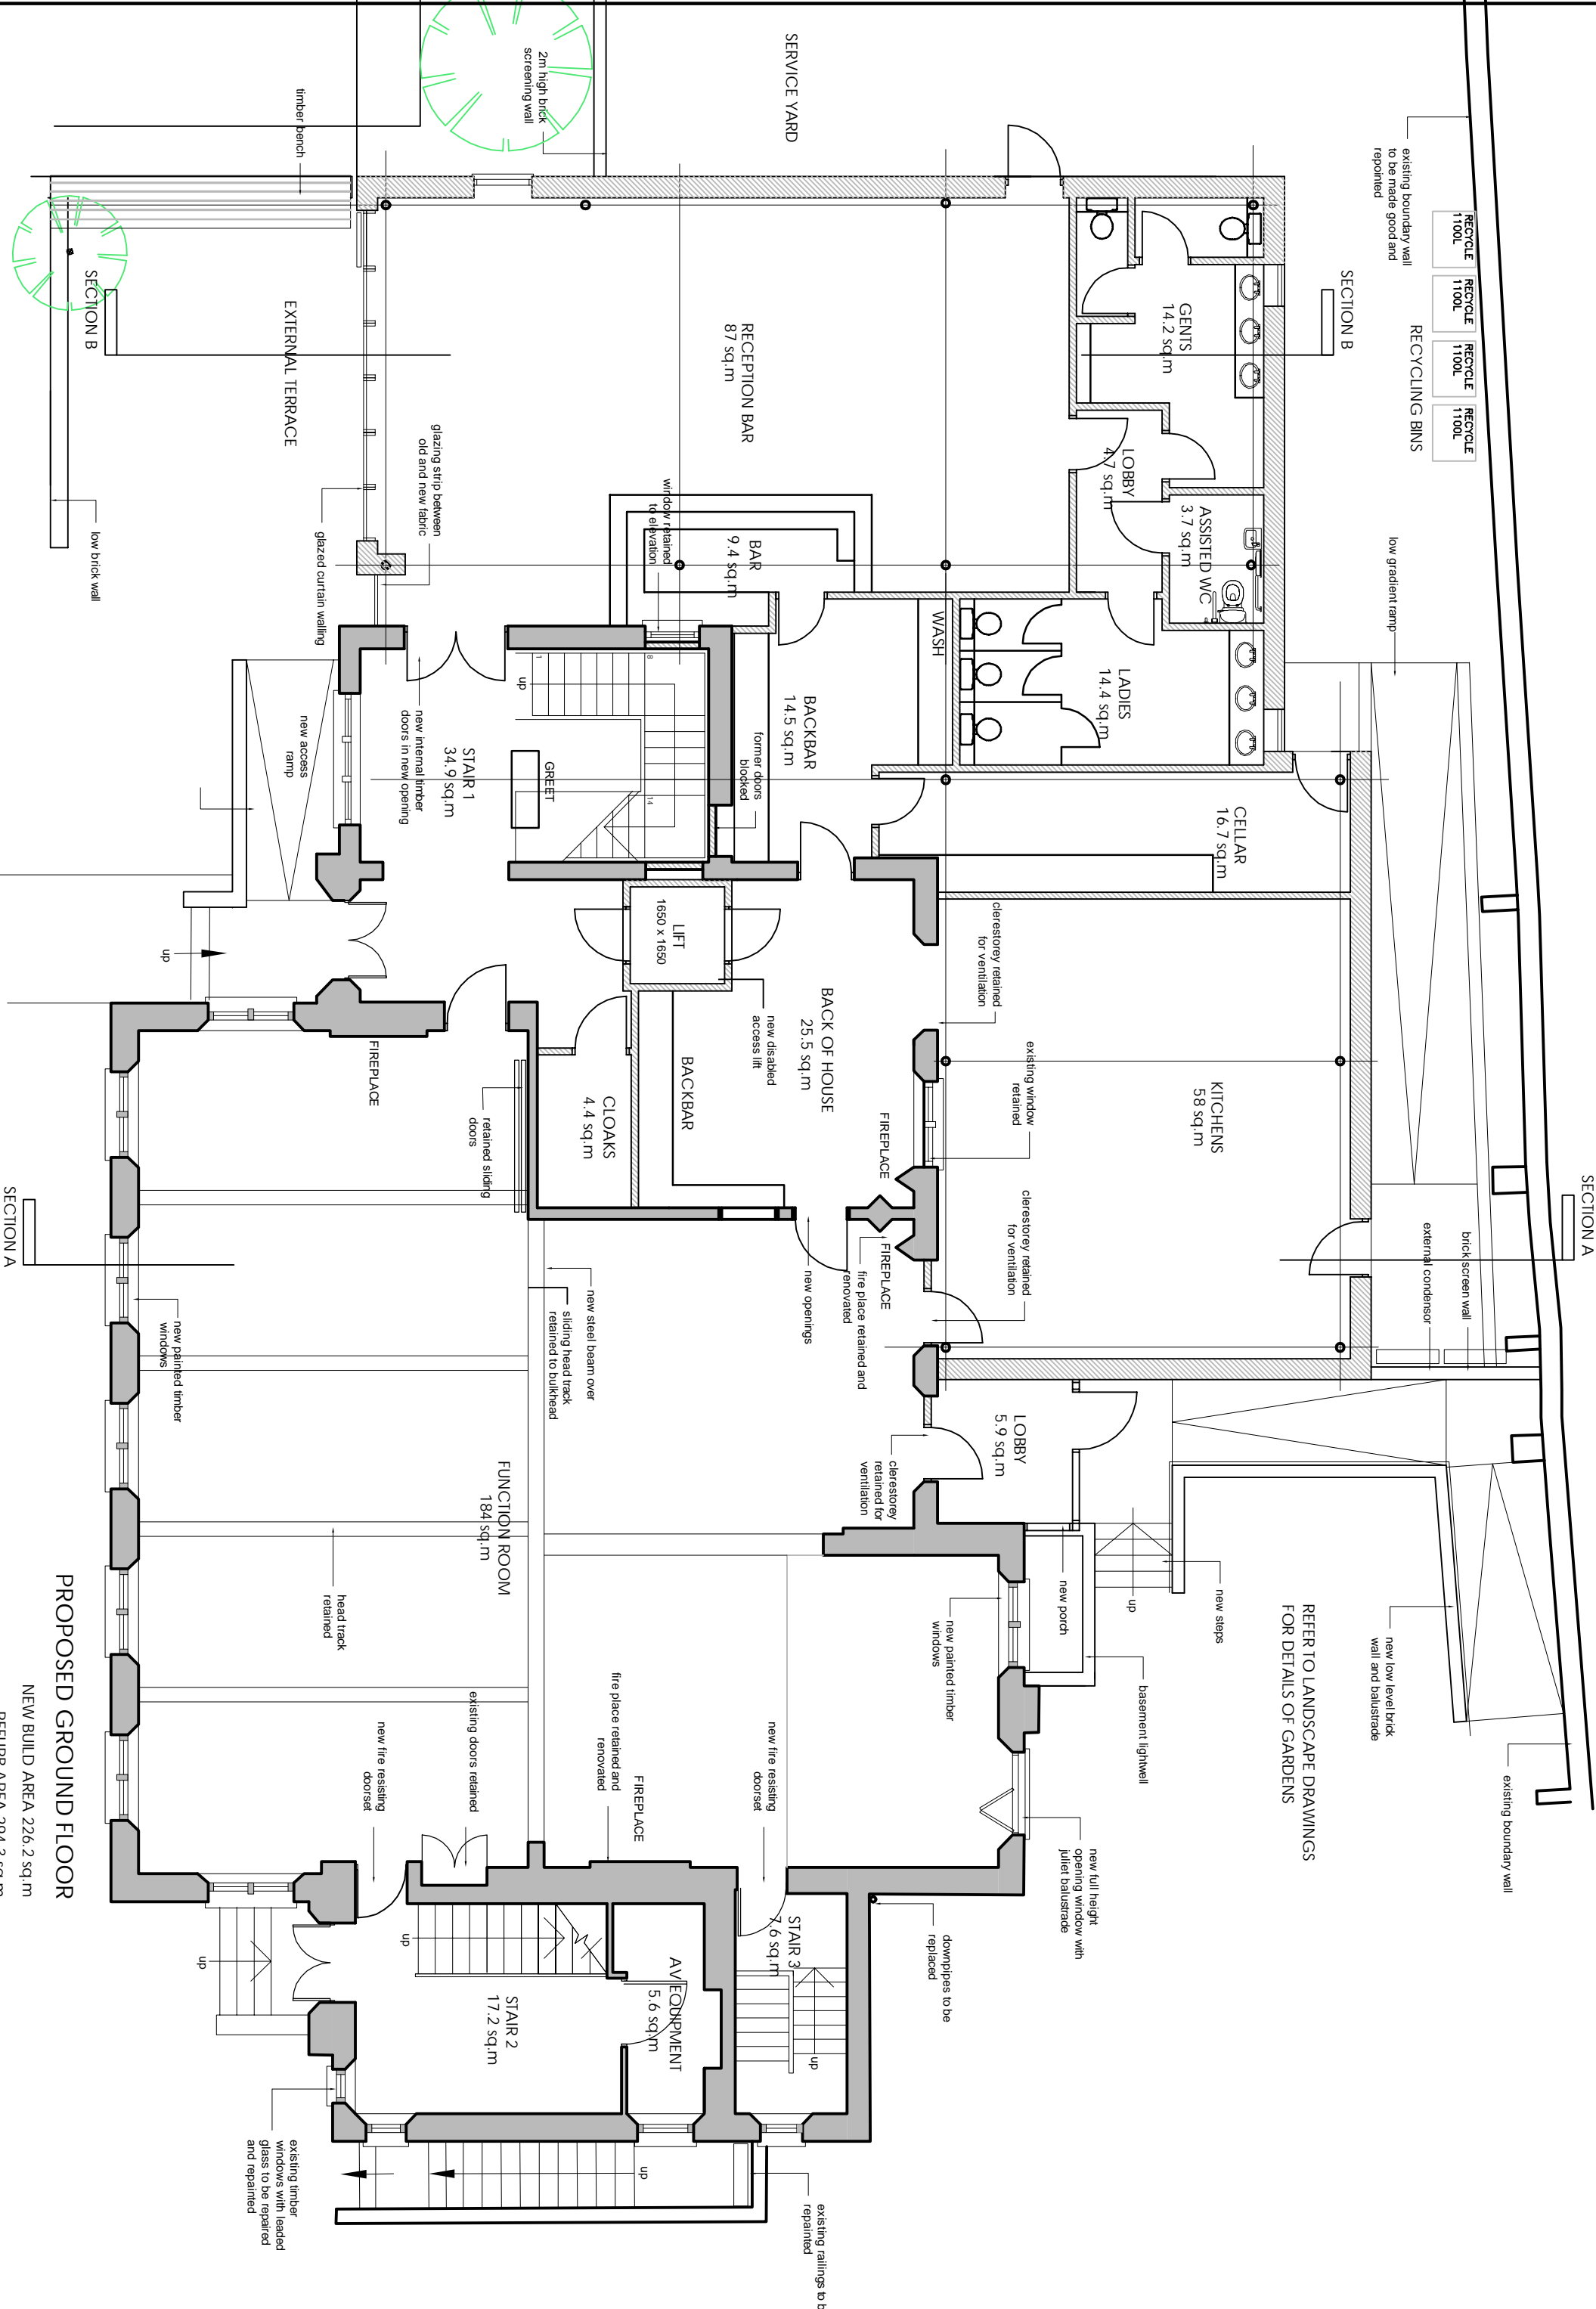 SERVICE YARD
2m high brick
screening wall
timber bench
existing boundary wall
to be made good and
repointed
RECYCLE
1100L
RECYCLE
1100L
RECYCLE
1100L
RECYCLE
1100L
RECYCLING BINS
SECTION B
SECTION B
EXTERNAL TERRACE
low brick wall
glazed curtain walling
glazing strip between
old and new fabric
RECEPTION BAR
87 sq.m
GENTS
14.2 sq.m
LOBBY
4.7 sq.m
ASSISTED WC
3.7 sq.m
low gradient ramp
window retained
to elevation
BAR
9.4 sq.m
WASH
LADIES
14.4 sq.m
BACKBAR
14.5 sq.m
former doors
blocked
CELLAR
16.7 sq.m
1
8
14
up
GREET
STAIR 1
34.9 sq.m
new internal timber
doors in new opening
new access
ramp
up
LIFT
1650 x 1650
new disabled
access lift
BACK OF HOUSE
25.5 sq.m
BACKBAR
CLOAKS
4.4 sq.m
retained sliding
doors
FIREPLACE
clerestorey retained
for ventilation
existing window
retained
KITCHENS
58 sq.m
FIREPLACE
FIREPLACE
clerestorey retained
for ventilation
fire place retained and
renovated
new openings
new steel beam over
sliding head track
retained to bulkhead
new painted timber
windows
SECTION A
SECTION A
brick screen wall
external condensor
LOBBY
5.9 sq.m
clerestorey
retained for
ventilation
FUNCTION ROOM
184 sq.m
head track
retained
new porch
up
new steps
new painted timber
windows
basement lightwell
REFER TO LANDSCAPE DRAWINGS
FOR DETAILS OF GARDENS
new low level brick
wall and balustrade
existing boundary wall
new full height
opening window with
juliet balustrade
downpipes to be
replaced
new fire resisting
doorset
FIREPLACE
fire place retained and
renovated
existing doors retained
new fire resisting
doorset
STAIR 3
7.6 sq.m
up
AV EQUIPMENT
5.6 sq.m
STAIR 2
17.2 sq.m
up
up
up
existing timber
windows with leaded
glass to be repaired
and repainted
existing railings to b
repainted
PROPOSED GROUND FLOOR
NEW BUILD AREA 226.2 sq.m
REFURB AREA 294.3 sq.m